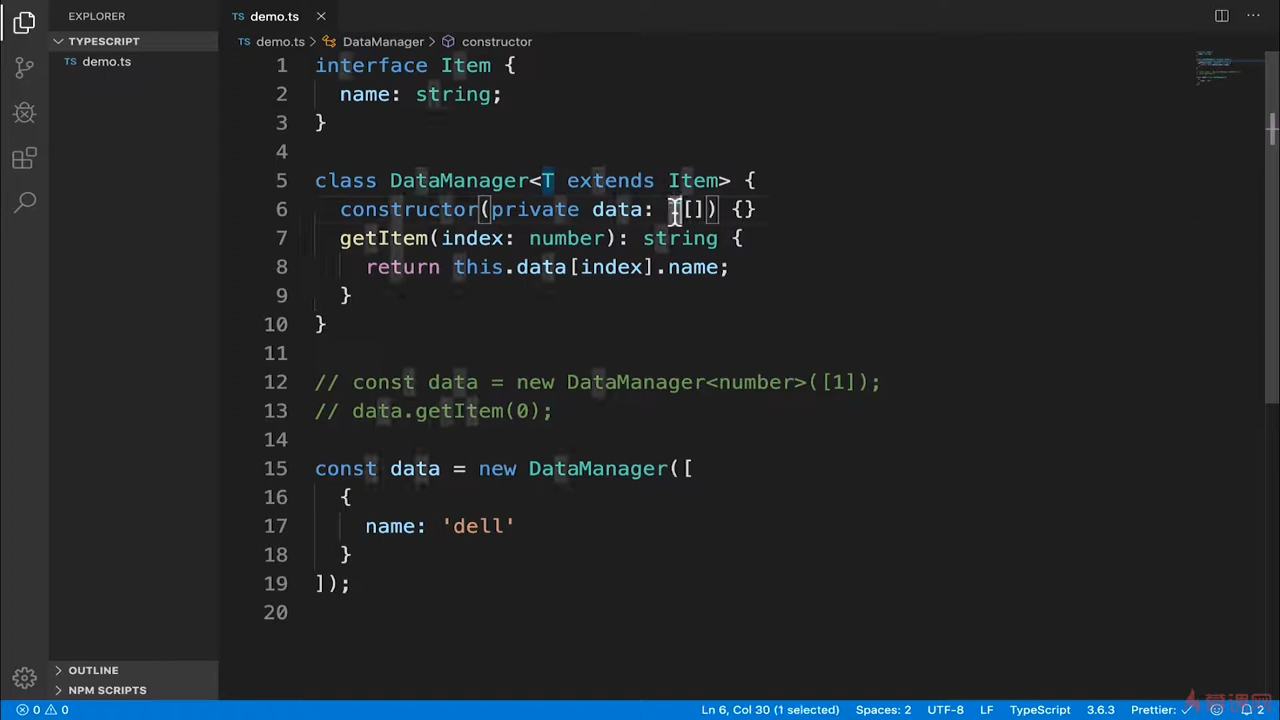 EXPLORER
TS demo.ts ×
TYPESCRIPT
TS demo.ts > DataManager > constructor
TS demo.ts
1 interface Item {
2 name: string;
3 }
4
5 class DataManager<T extends Item> {
6 constructor(private data: T[]) {}
7 getItem(index: number): string {
8 return this.data[index].name;
9 }
10 }
11
12 // const data = new DataManager<number>([1]);
13 // data.getItem(0);
14
15 const data = new DataManager([
16 {
17 name: 'dell'
18 }
19 ]);
20
OUTLINE
NPM SCRIPTS
0 0 Ln 6, Col 30 (1 selected) Spaces: 2 UTF-8 LF TypeScript 3.6.3 Prettier: ✓ 2
慕课网